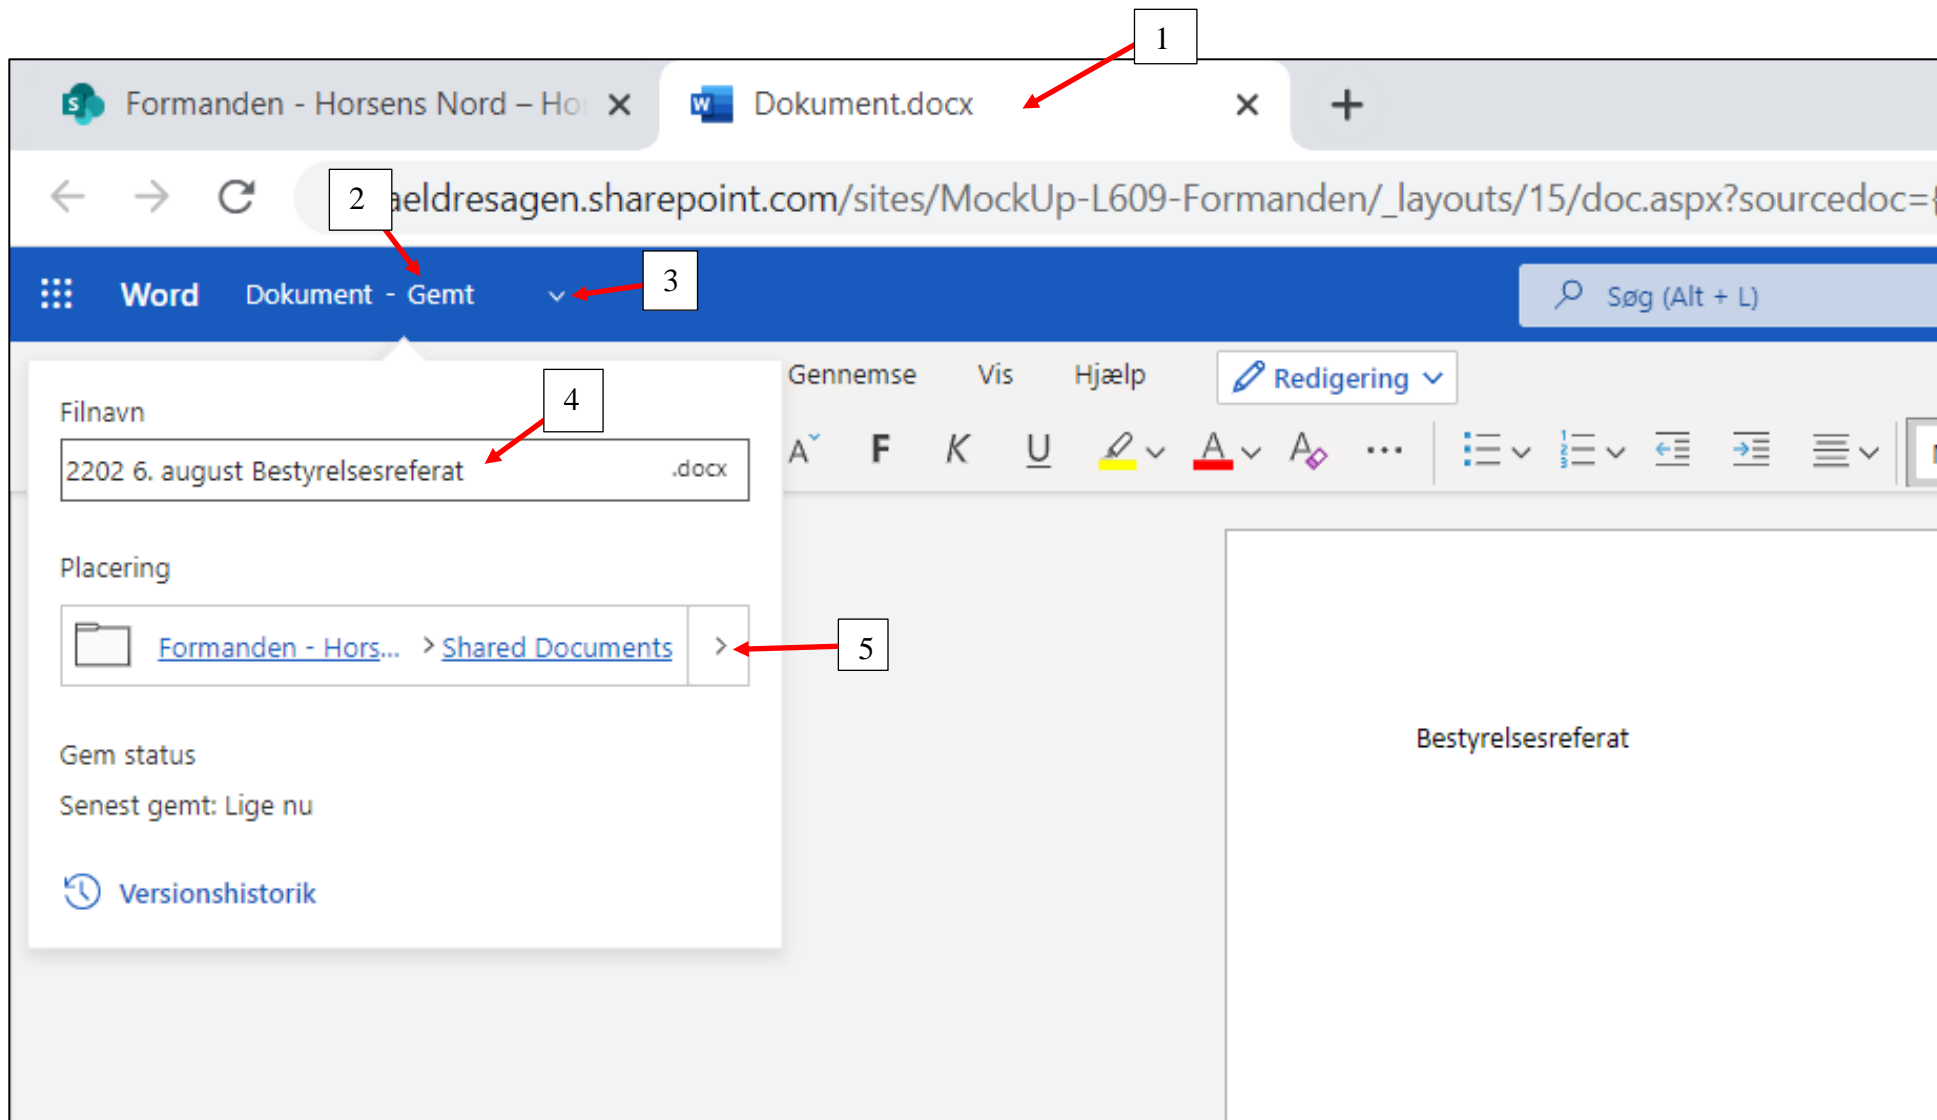 1
Formanden - Horsens Nord – Ho
Dokument.docx
2
aeldresagen.sharepoint.com/sites/MockUp-L609-Formanden/_layouts/15/doc.aspx?sourcedoc={
Word Dokument - Gemt
3
Søg (Alt + L)
Gennemse Vis Hjælp Redigering
Filnavn
4
2202 6. august Bestyrelsesreferat .docx
A F K U A A ...
Placering
Formanden - Hors... > Shared Documents >
5
Gem status
Senest gemt: Lige nu
Versionshistorik
Bestyrelsesreferat